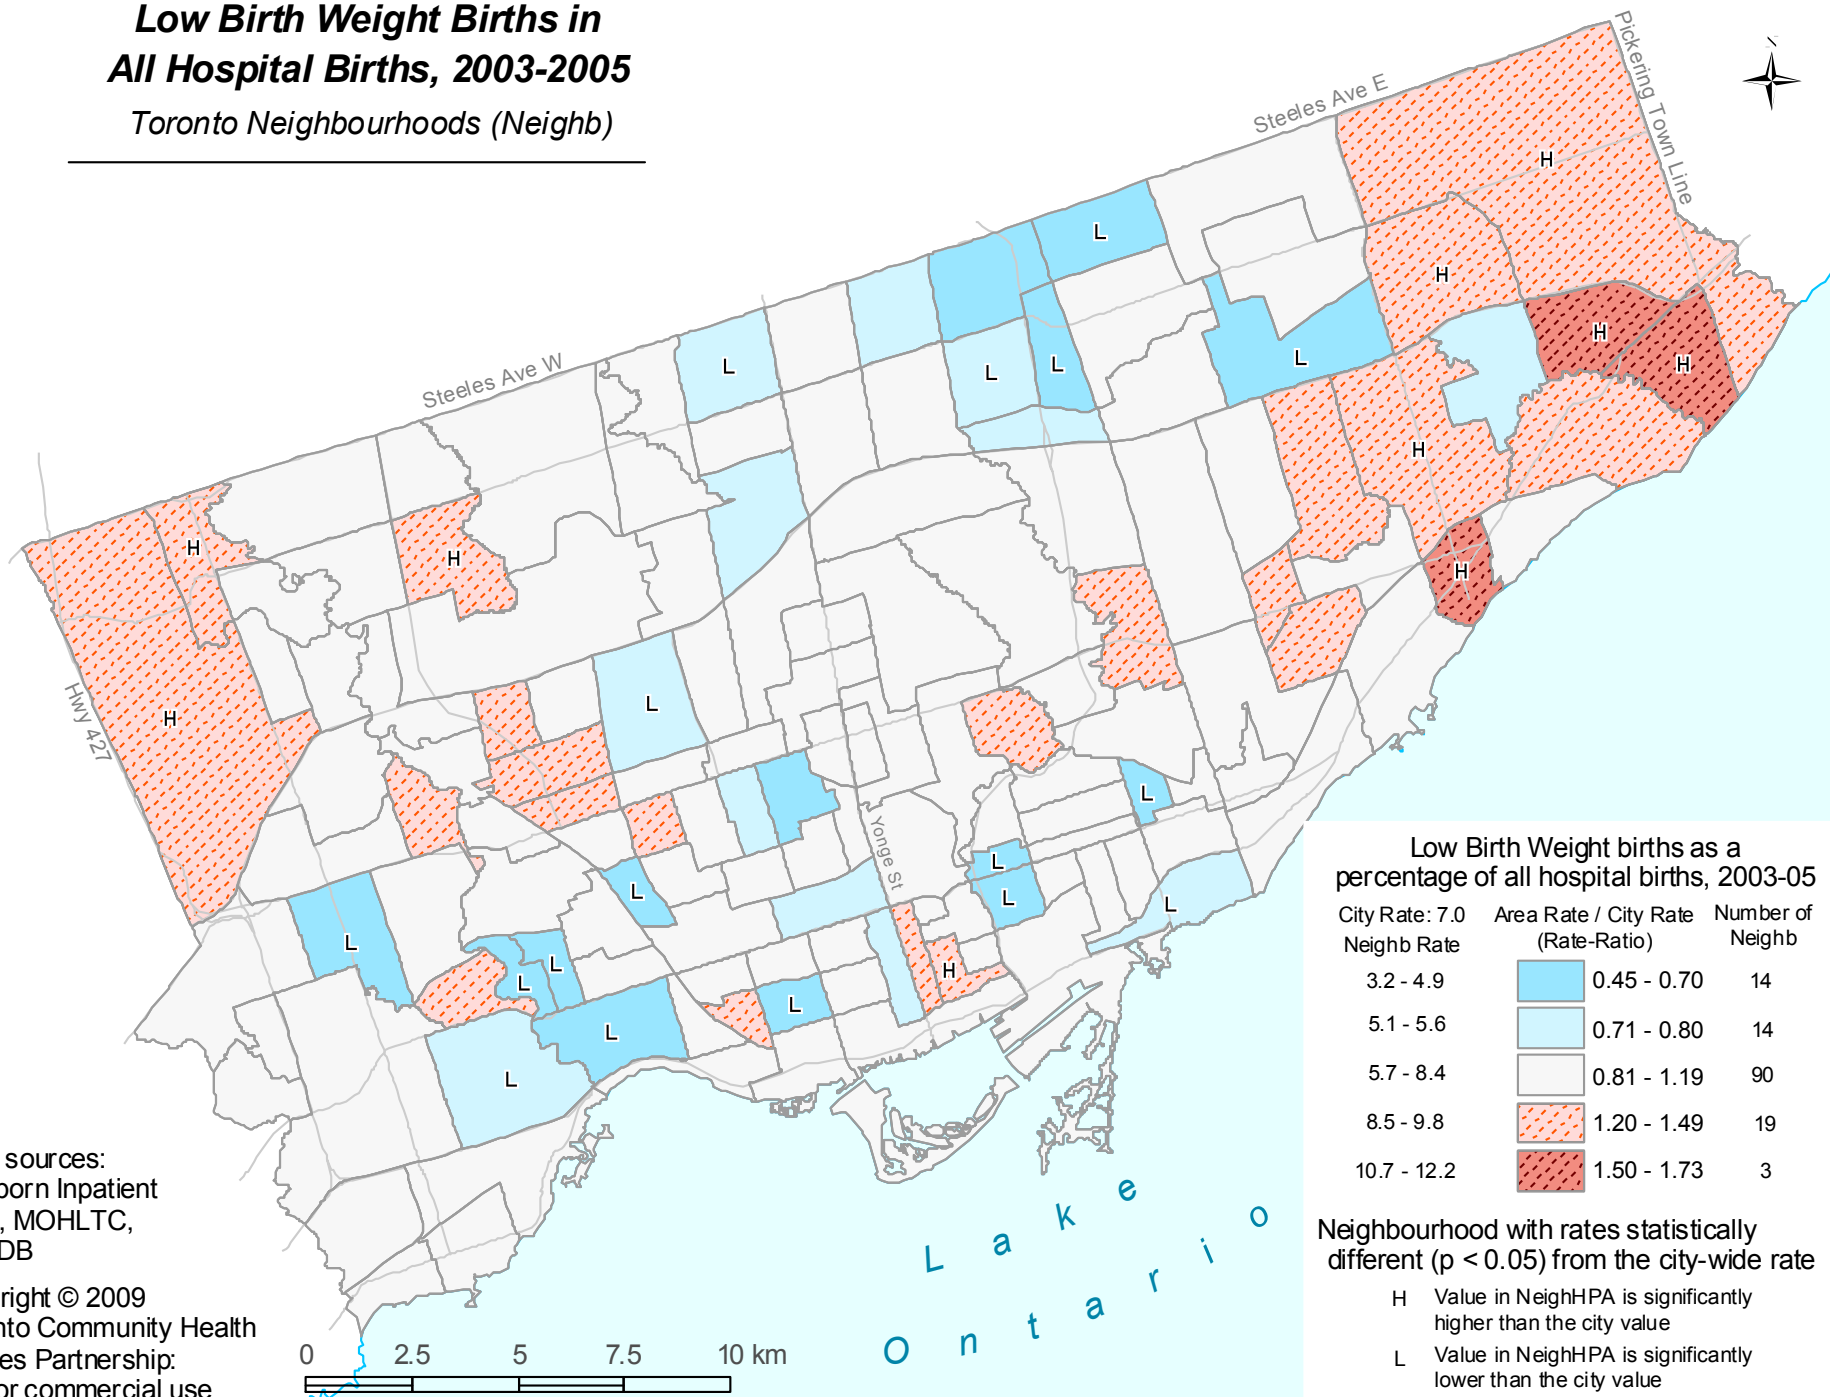 Low Birth Weight Births in
All Hospital Births, 2003-2005
Toronto Neighbourhoods (Neighb)
N
Pickering Town Line
Steeles Ave E
Steeles Ave W
Hwy 427
Yonge St
L
H
L
H
L
H
L
L
L
L
H
H
H
H
H
H
H
L
L
L
L
L
L
L
L
L
L
H
L
L
L
Lake
Ontario
sources:
born Inpatient
, MOHLTC,
DB
right © 2009
nto Community Health
es Partnership:
or commercial use
0 2.5 5 7.5 10 km
Low Birth Weight births as a
percentage of all hospital births, 2003-05
City Rate: 7.0 Area Rate / City Rate Number of
Neighb Rate (Rate-Ratio) Neighb
3.2 - 4.9 0.45 - 0.70 14
5.1 - 5.6 0.71 - 0.80 14
5.7 - 8.4 0.81 - 1.19 90
8.5 - 9.8 1.20 - 1.49 19
10.7 - 12.2 1.50 - 1.73 3
Neighbourhood with rates statistically
different (p < 0.05) from the city-wide rate
H Value in NeighHPA is significantly
higher than the city value
L Value in NeighHPA is significantly
lower than the city value